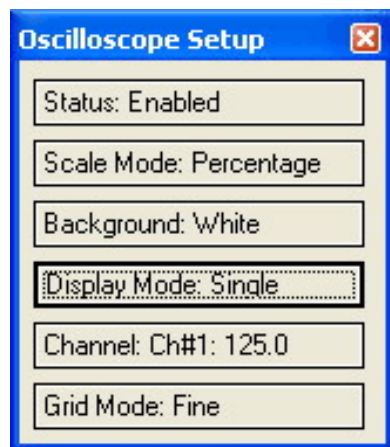 Oscilloscope Setup
Status: Enabled
Scale Mode: Percentage
Background: White
Display Mode: Single
Channel: Ch#1: 125.0
Grid Mode: Fine